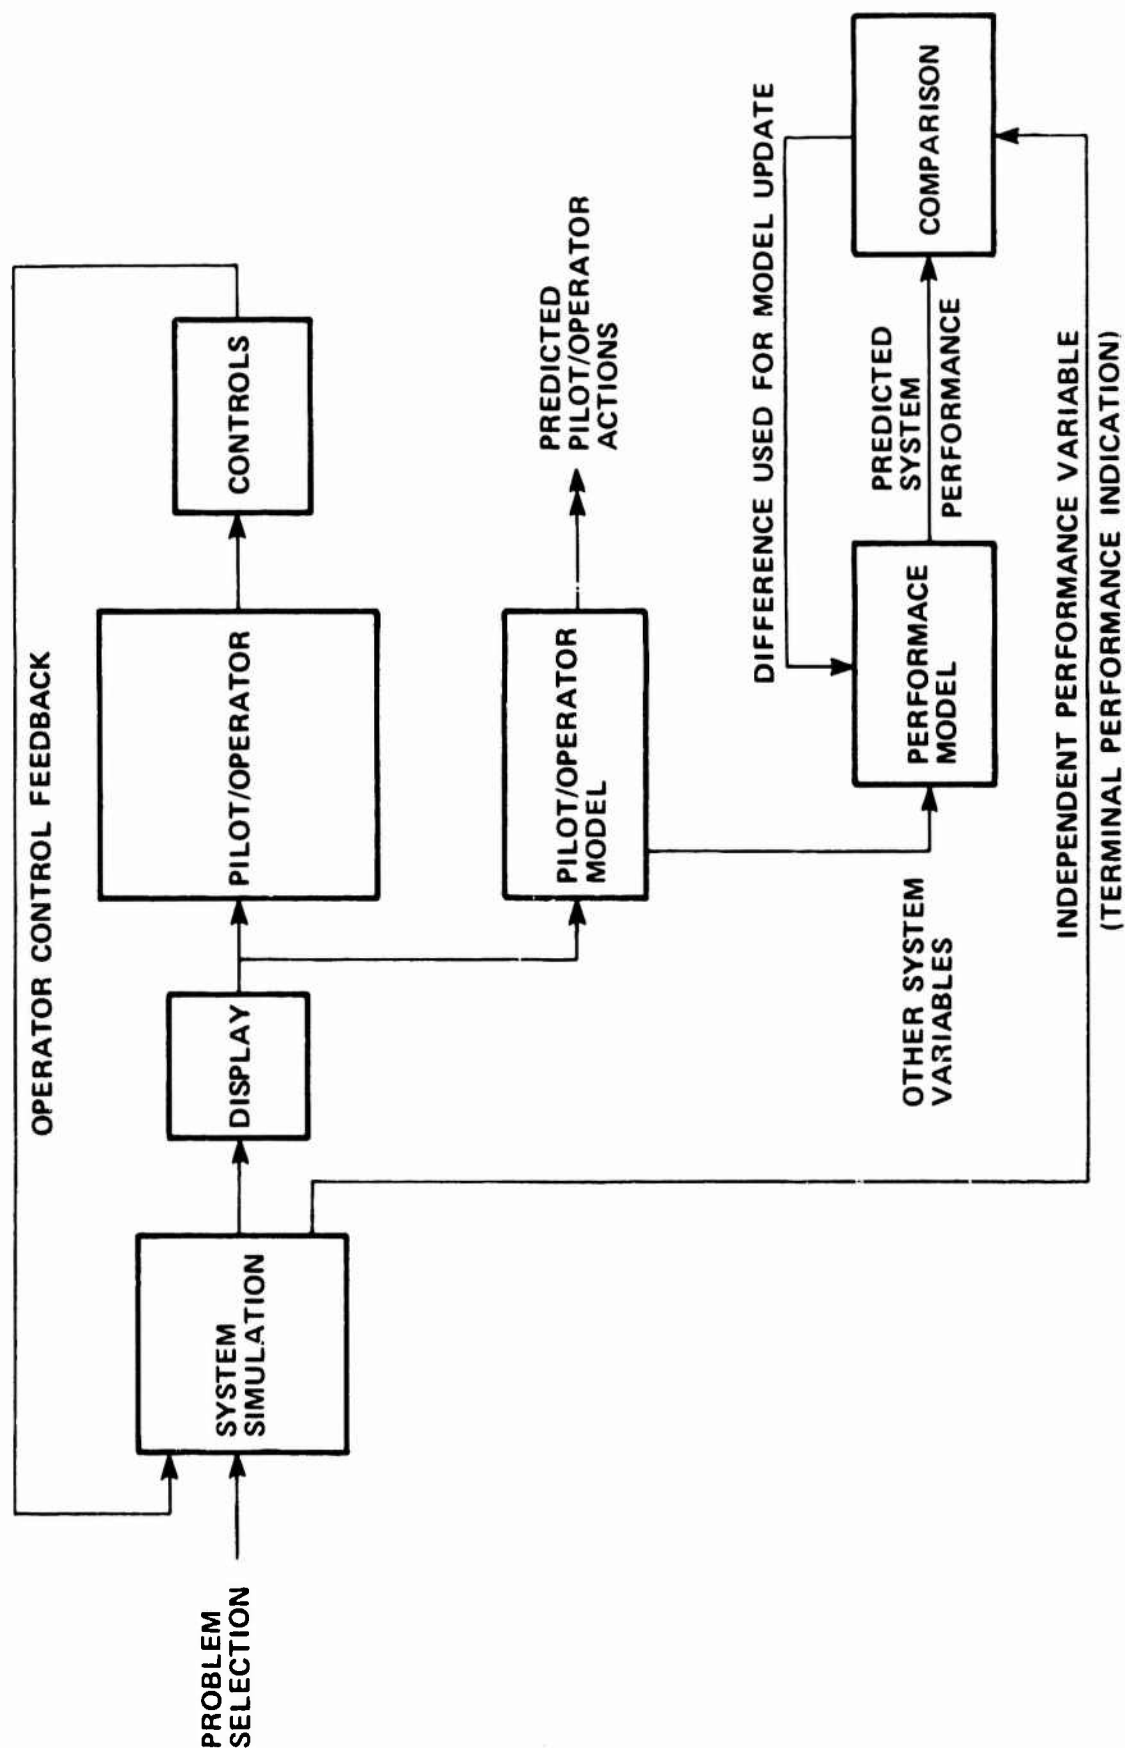 OPERATOR CONTROL FEEDBACK
PROBLEM
SELECTION
SYSTEM
SIMULATION
DISPLAY
PILOT/OPERATOR
CONTROLS
PILOT/OPERATOR
MODEL
PREDICTED
PILOT/OPERATOR
ACTIONS
DIFFERENCE USED FOR MODEL UPDATE
OTHER SYSTEM
VARIABLES
PERFORMACE
MODEL
PREDICTED
SYSTEM
PERFORMANCE
COMPARISON
INDEPENDENT PERFORMANCE VARIABLE
(TERMINAL PERFORMANCE INDICATION)